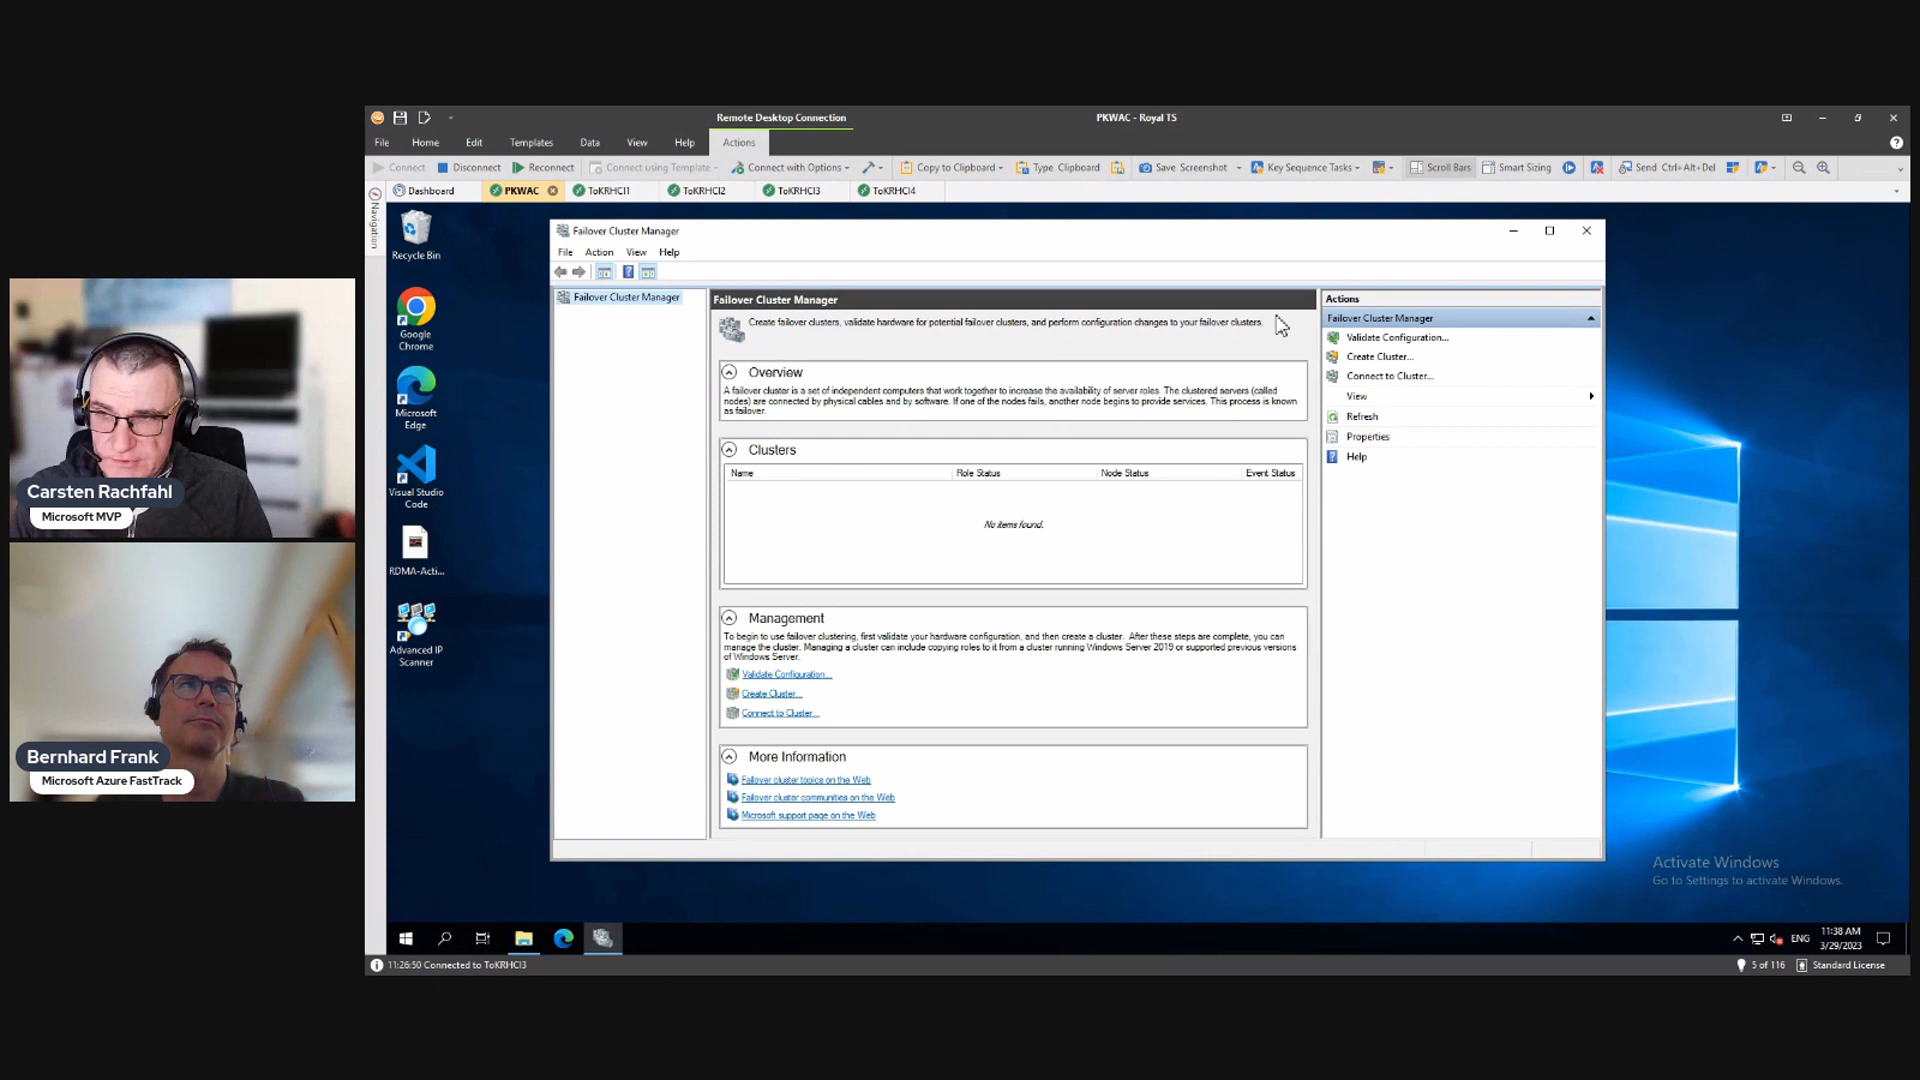 Remote Desktop Connection
PKWAC - Royal TS
File Home Edit Templates Data View Help Actions
Connect Disconnect Reconnect Connect using Template Connect with Options Copy to Clipboard Type Clipboard Save Screenshot Key Sequence Tasks Scroll Bars Smart Sizing Send Ctrl+Alt+Del
Navigation
Dashboard PKWAC ToKRHCI1 ToKRHCI2 ToKRHCI3 ToKRHCI4
Recycle Bin
Google
Chrome
Microsoft
Edge
Visual Studio
Code
RDMA-Acti...
Advanced IP
Scanner
Failover Cluster Manager
File Action View Help
Failover Cluster Manager
Failover Cluster Manager
Create failover clusters, validate hardware for potential failover clusters, and perform configuration changes to your failover clusters.
Overview
A failover cluster is a set of independent computers that work together to increase the availability of server roles. The clustered servers (called
nodes) are connected by physical cables and by software. If one of the nodes fails, another node begins to provide services. This process is known
as failover.
Clusters
Name Role Status Node Status Event Status
No items found.
Management
To begin to use failover clustering, first validate your hardware configuration, and then create a cluster. After these steps are complete, you can
manage the cluster. Managing a cluster can include copying roles to it from a cluster running Windows Server 2019 or supported previous versions
of Windows Server.
Validate Configuration...
Create Cluster...
Connect to Cluster...
More Information
Failover cluster topics on the Web
Failover cluster communities on the Web
Microsoft support page on the Web
Actions
Failover Cluster Manager
Validate Configuration...
Create Cluster...
Connect to Cluster...
View
Refresh
Properties
Help
Activate Windows
Go to Settings to activate Windows.
ENG
11:38 AM
3/29/2023
11:26:50 Connected to ToKRHCI3
5 of 116 Standard License
Carsten Rachfahl
Microsoft MVP
Bernhard Frank
Microsoft Azure FastTrack